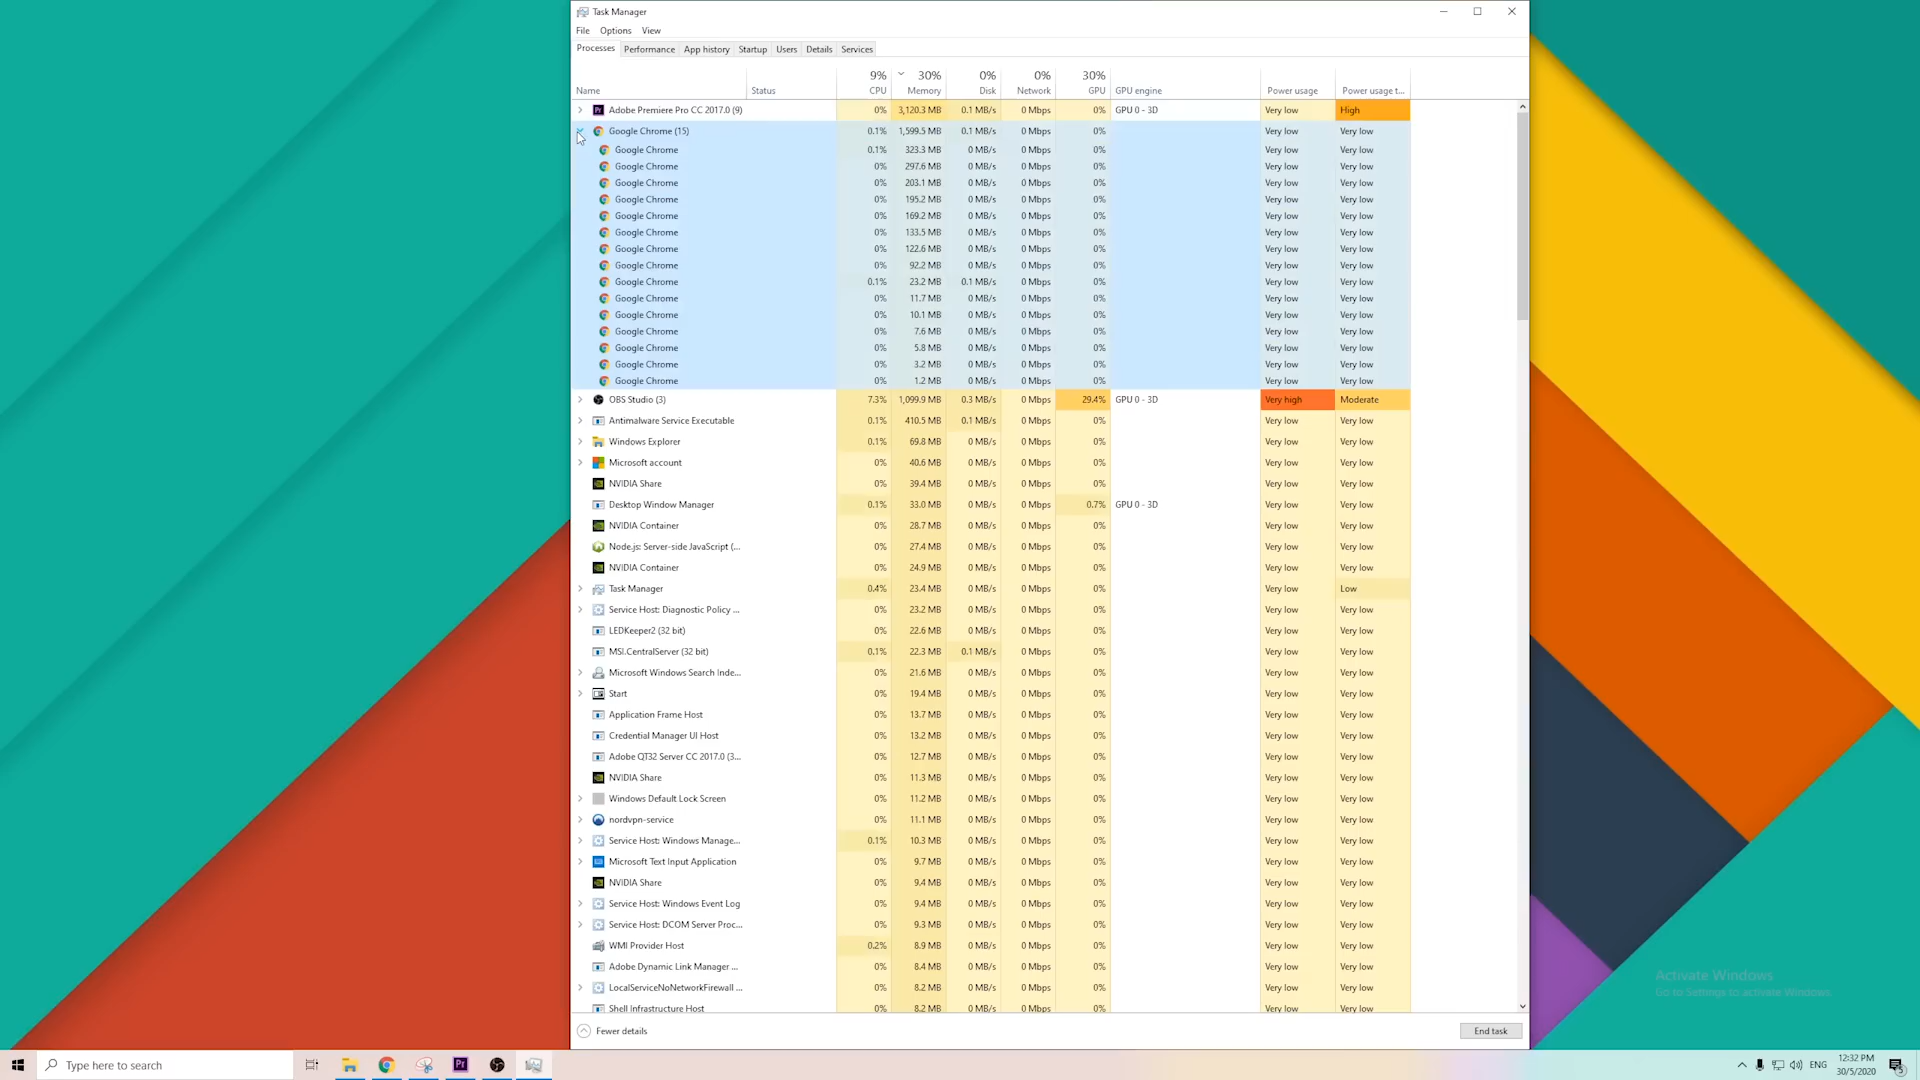 Task Manager
File Options View
Processes Performance App history Startup Users Details Services
9% 30% 0% 0% 30%
Name Status CPU Memory Disk Network GPU GPU engine Power usage Power usage t...
Adobe Premiere Pro CC 2017.0 (9) 0% 3,120.3 MB 0.1 MB/s 0 Mbps 0% GPU 0 - 3D Very low High
Google Chrome (15) 0.1% 1,599.5 MB 0.1 MB/s 0 Mbps 0% Very low Very low
Google Chrome 0.1% 323.3 MB 0 MB/s 0 Mbps 0% Very low Very low
Google Chrome 0% 297.6 MB 0 MB/s 0 Mbps 0% Very low Very low
Google Chrome 0% 203.1 MB 0 MB/s 0 Mbps 0% Very low Very low
Google Chrome 0% 195.2 MB 0 MB/s 0 Mbps 0% Very low Very low
Google Chrome 0% 169.2 MB 0 MB/s 0 Mbps 0% Very low Very low
Google Chrome 0% 133.5 MB 0 MB/s 0 Mbps 0% Very low Very low
Google Chrome 0% 122.6 MB 0 MB/s 0 Mbps 0% Very low Very low
Google Chrome 0% 92.2 MB 0 MB/s 0 Mbps 0% Very low Very low
Google Chrome 0.1% 23.2 MB 0.1 MB/s 0 Mbps 0% Very low Very low
Google Chrome 0% 11.7 MB 0 MB/s 0 Mbps 0% Very low Very low
Google Chrome 0% 10.1 MB 0 MB/s 0 Mbps 0% Very low Very low
Google Chrome 0% 7.6 MB 0 MB/s 0 Mbps 0% Very low Very low
Google Chrome 0% 5.8 MB 0 MB/s 0 Mbps 0% Very low Very low
Google Chrome 0% 3.2 MB 0 MB/s 0 Mbps 0% Very low Very low
Google Chrome 0% 1.2 MB 0 MB/s 0 Mbps 0% Very low Very low
OBS Studio (3) 7.3% 1,099.9 MB 0.3 MB/s 0 Mbps 29.4% GPU 0 - 3D Very high Moderate
Antimalware Service Executable 0.1% 410.5 MB 0.1 MB/s 0 Mbps 0% Very low Very low
Windows Explorer 0.1% 69.8 MB 0 MB/s 0 Mbps 0% Very low Very low
Microsoft account 0% 40.6 MB 0 MB/s 0 Mbps 0% Very low Very low
NVIDIA Share 0% 39.4 MB 0 MB/s 0 Mbps 0% Very low Very low
Desktop Window Manager 0.1% 33.0 MB 0 MB/s 0 Mbps 0.7% GPU 0 - 3D Very low Very low
NVIDIA Container 0% 28.7 MB 0 MB/s 0 Mbps 0% Very low Very low
Node.js: Server-side JavaScript (... 0% 27.4 MB 0 MB/s 0 Mbps 0% Very low Very low
NVIDIA Container 0% 24.9 MB 0 MB/s 0 Mbps 0% Very low Very low
Task Manager 0.4% 23.4 MB 0 MB/s 0 Mbps 0% Very low Low
Service Host: Diagnostic Policy ... 0% 23.2 MB 0 MB/s 0 Mbps 0% Very low Very low
LEDKeeper2 (32 bit) 0% 22.6 MB 0 MB/s 0 Mbps 0% Very low Very low
MSI.CentralServer (32 bit) 0.1% 22.3 MB 0.1 MB/s 0 Mbps 0% Very low Very low
Microsoft Windows Search Inde... 0% 21.6 MB 0 MB/s 0 Mbps 0% Very low Very low
Start 0% 19.4 MB 0 MB/s 0 Mbps 0% Very low Very low
Application Frame Host 0% 13.7 MB 0 MB/s 0 Mbps 0% Very low Very low
Credential Manager UI Host 0% 13.2 MB 0 MB/s 0 Mbps 0% Very low Very low
Adobe QT32 Server CC 2017.0 (3... 0% 12.7 MB 0 MB/s 0 Mbps 0% Very low Very low
NVIDIA Share 0% 11.3 MB 0 MB/s 0 Mbps 0% Very low Very low
Windows Default Lock Screen 0% 11.2 MB 0 MB/s 0 Mbps 0% Very low Very low
nordvpn-service 0% 11.1 MB 0 MB/s 0 Mbps 0% Very low Very low
Service Host: Windows Manage... 0.1% 10.3 MB 0 MB/s 0 Mbps 0% Very low Very low
Microsoft Text Input Application 0% 9.7 MB 0 MB/s 0 Mbps 0% Very low Very low
NVIDIA Share 0% 9.4 MB 0 MB/s 0 Mbps 0% Very low Very low
Service Host: Windows Event Log 0% 9.4 MB 0 MB/s 0 Mbps 0% Very low Very low
Service Host: DCOM Server Proc... 0% 9.3 MB 0 MB/s 0 Mbps 0% Very low Very low
WMI Provider Host 0.2% 8.9 MB 0 MB/s 0 Mbps 0% Very low Very low
Adobe Dynamic Link Manager ... 0% 8.4 MB 0 MB/s 0 Mbps 0% Very low Very low
LocalServiceNoNetworkFirewall ... 0% 8.2 MB 0 MB/s 0 Mbps 0% Very low Very low
Shell Infrastructure Host 0% 8.2 MB 0 MB/s 0 Mbps 0% Very low Very low
Fewer details End task
Activate Windows
Go to Settings to activate Windows.
Type here to search Pr ENG 12:32 PM
30/5/2020 5